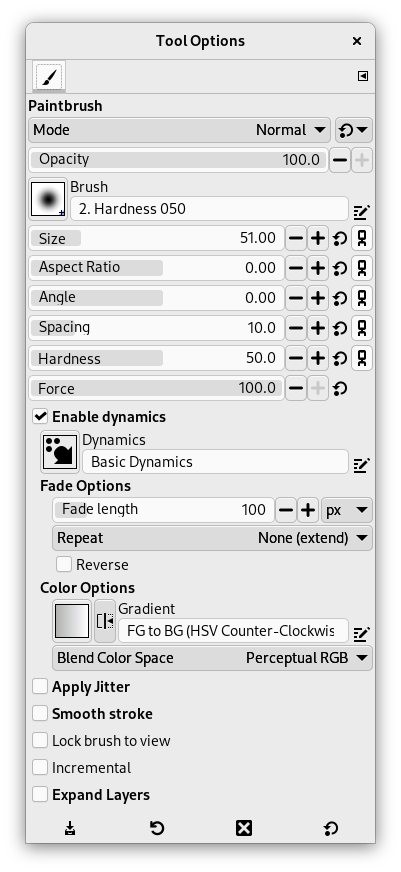 Tool Options
Paintbrush
Mode Normal
Opacity 100.0
Brush
2. Hardness 050
Size 51.00
Aspect Ratio 0.00
Angle 0.00
Spacing 10.0
Hardness 50.0
Force 100.0
Enable dynamics
Dynamics
Basic Dynamics
Fade Options
Fade length 100 px
Repeat None (extend)
Reverse
Color Options
Gradient
FG to BG (HSV Counter-Clockwis
Blend Color Space Perceptual RGB
Apply Jitter
Smooth stroke
Lock brush to view
Incremental
Expand Layers